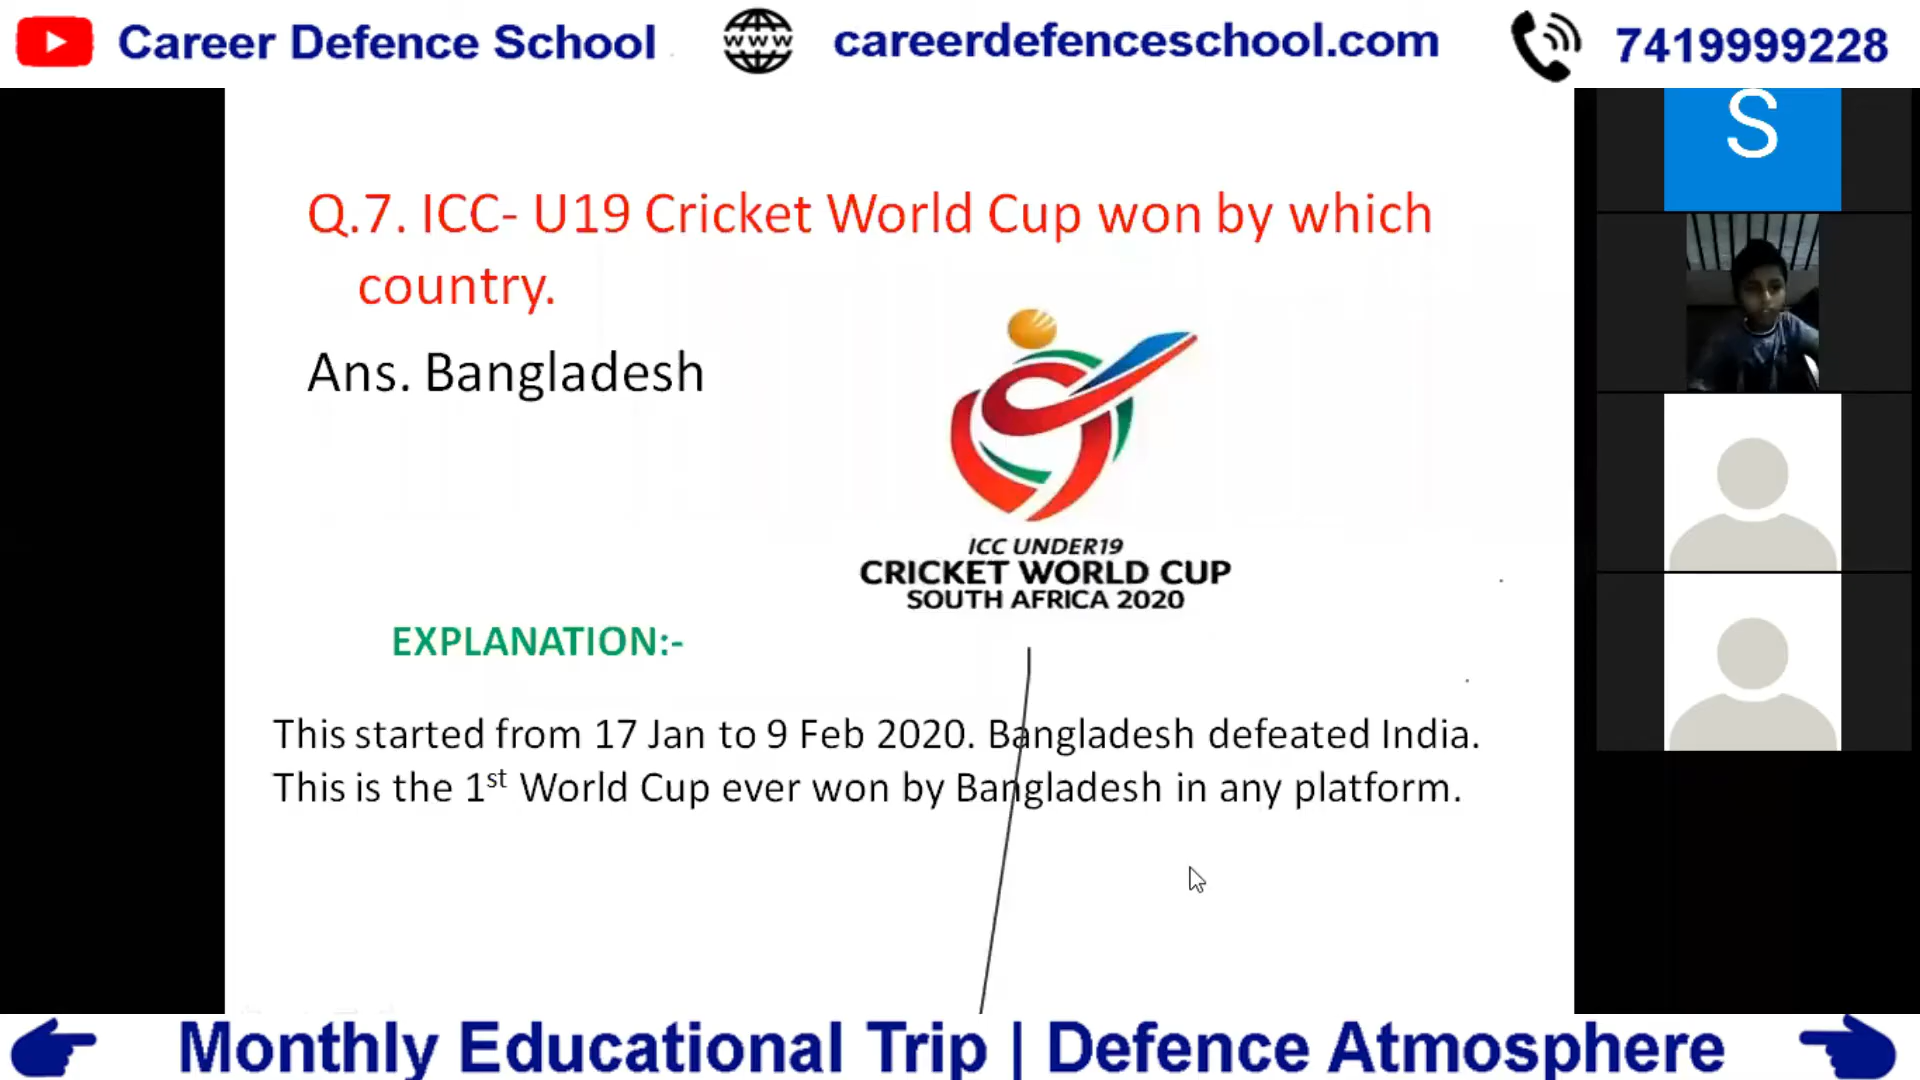 Career Defence School
www
careerdefenceschool.com
7419999228
S
Q.7. ICC- U19 Cricket World Cup won by which
country.
Ans. Bangladesh
ICC UNDER19
CRICKET WORLD CUP
SOUTH AFRICA 2020
EXPLANATION:-
This started from 17 Jan to 9 Feb 2020. Bangladesh defeated India.
This is the 1st World Cup ever won by Bangladesh in any platform.
Monthly Educational Trip | Defence Atmosphere